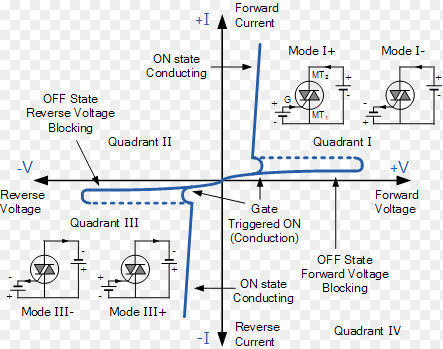 +I
Forward
Current
ON state
Conducting
Mode I+
Mode I-
MT₂
G
MT₁
+
-
+
-
+
-
+
-
OFF State
Reverse Voltage
Blocking
Quadrant II
Quadrant I
-V
+V
Reverse
Voltage
Forward
Voltage
Gate
Triggered ON
(Conduction)
Quadrant III
OFF State
Forward Voltage
Blocking
-
+
-
+
-
+
-
+
Mode III-
Mode III+
ON state
Conducting
-I
Reverse
Current
Quadrant IV